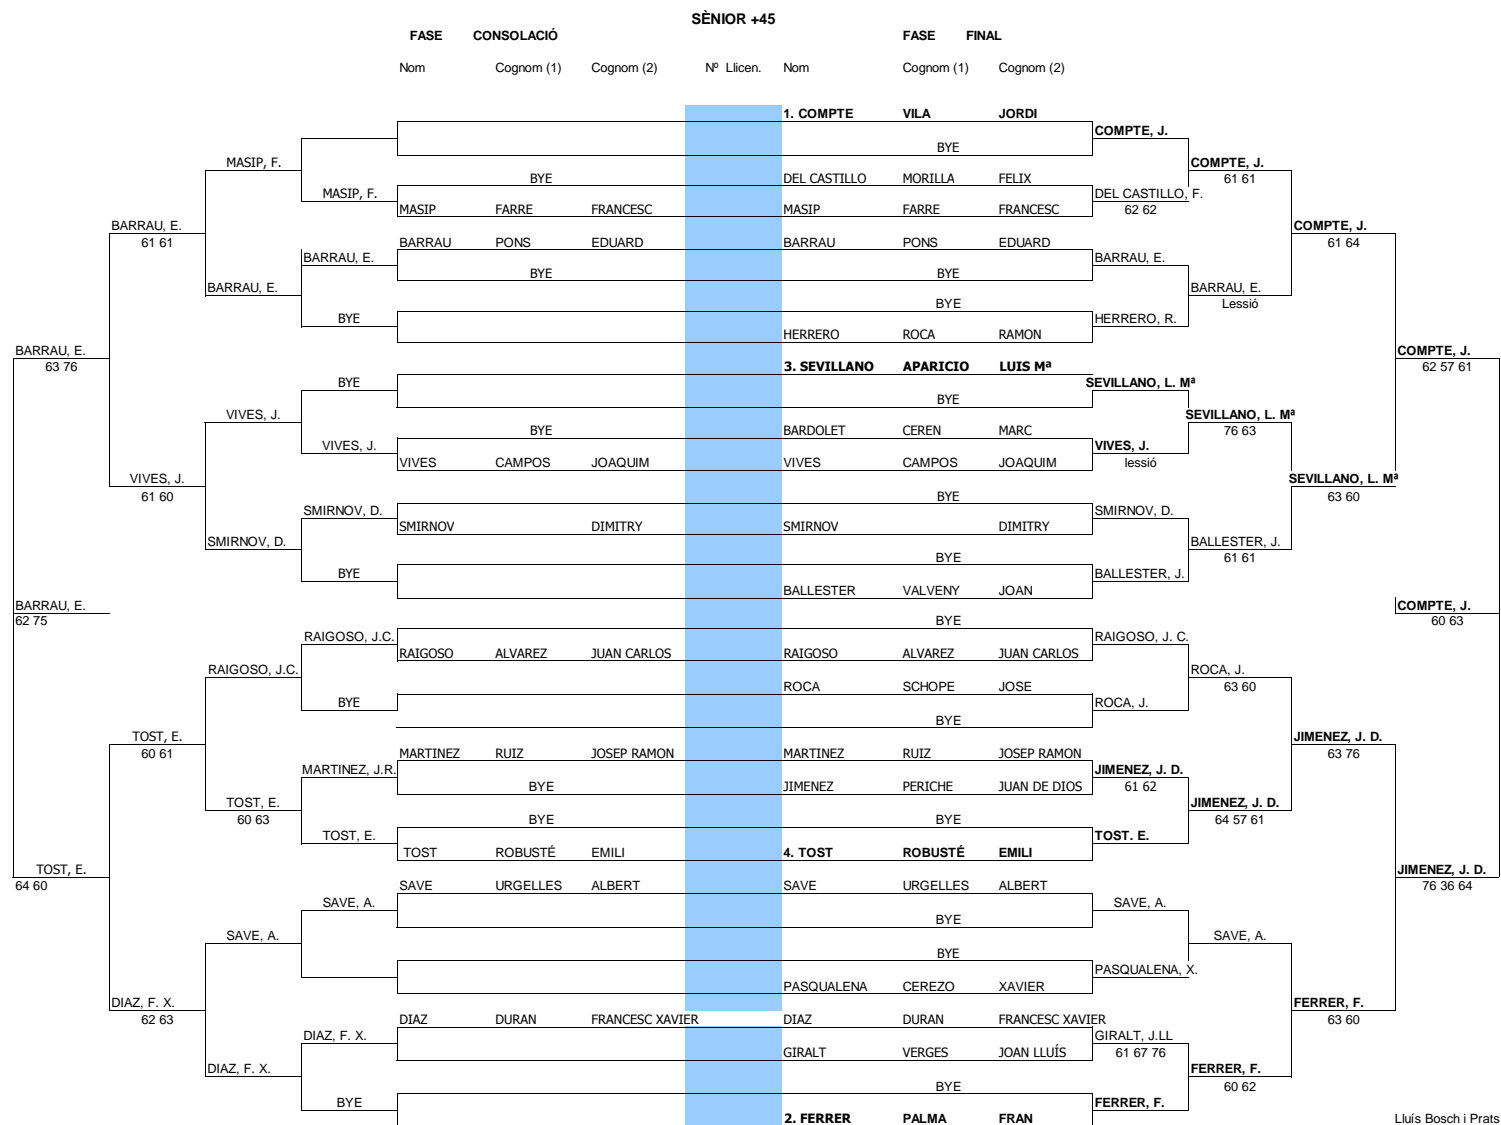 SÈNIOR +45
FASE CONSOLACIÓ FASE FINAL
Nom Cognom (1) Cognom (2) Nº Llicen. Nom Cognom (1) Cognom (2)
1. COMPTE VILA JORDI
COMPTE, J.
BYE
MASIP, F. COMPTE, J.
BYE DEL CASTILLO MORILLA FELIX 61 61
MASIP, F. DEL CASTILLO, F.
MASIP FARRE FRANCESC MASIP FARRE FRANCESC 62 62
BARRAU, E. COMPTE, J.
61 61 BARRAU PONS EDUARD BARRAU PONS EDUARD 61 64
BARRAU, E. BARRAU, E.
BYE BYE
BARRAU, E. BARRAU, E.
BYE Lessió
BYE HERRERO, R.
HERRERO ROCA RAMON
BARRAU, E. COMPTE, J.
63 76 3. SEVILLANO APARICIO LUIS Mª 62 57 61
BYE SEVILLANO, L. Mª
BYE
VIVES, J. SEVILLANO, L. Mª
BYE BARDOLET CEREN MARC 76 63
VIVES, J. VIVES, J.
VIVES CAMPOS JOAQUIM VIVES CAMPOS JOAQUIM lessió
VIVES, J. SEVILLANO, L. Mª
61 60 BYE 63 60
SMIRNOV, D. SMIRNOV, D.
SMIRNOV DIMITRY SMIRNOV DIMITRY
SMIRNOV, D. BALLESTER, J.
BYE 61 61
BYE BALLESTER, J.
BALLESTER VALVENY JOAN
BARRAU, E. COMPTE, J.
62 75 BYE 60 63
RAIGOSO, J.C. RAIGOSO, J. C.
RAIGOSO ALVAREZ JUAN CARLOS RAIGOSO ALVAREZ JUAN CARLOS
RAIGOSO, J.C. ROCA, J.
ROCA SCHOPE JOSE 63 60
BYE ROCA, J.
BYE
TOST, E. JIMENEZ, J. D.
60 61 MARTINEZ RUIZ JOSEP RAMON MARTINEZ RUIZ JOSEP RAMON 63 76
MARTINEZ, J.R. JIMENEZ, J. D.
BYE JIMENEZ PERICHE JUAN DE DIOS 61 62
TOST, E. JIMENEZ, J. D.
60 63 BYE BYE 64 57 61
TOST, E. TOST. E.
TOST ROBUSTÉ EMILI 4. TOST ROBUSTÉ EMILI
TOST, E. JIMENEZ, J. D.
64 60 SAVE URGELLES ALBERT SAVE URGELLES ALBERT 76 36 64
SAVE, A. SAVE, A.
BYE
SAVE, A. SAVE, A.
BYE
PASQUALENA, X.
PASQUALENA CEREZO XAVIER
DIAZ, F. X. FERRER, F.
62 63 DIAZ DURAN FRANCESC XAVIER DIAZ DURAN FRANCESC XAVIER 63 60
DIAZ, F. X. GIRALT, J.LL
GIRALT VERGES JOAN LLUÍS 61 67 76
DIAZ, F. X. FERRER, F.
BYE 60 62
BYE FERRER, F.
2. FERRER PALMA FRAN Lluís Bosch i Prats